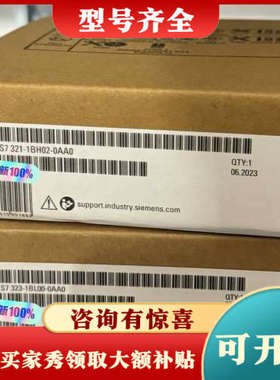 型号齐全
S7 321-1BH02-0AA0
QTY:1
06.2023
新100%
support.industry.siemens.com
新100%
S7 323-1BL00-0AA0
咨询有惊喜
买家秀领取大额补贴
可开